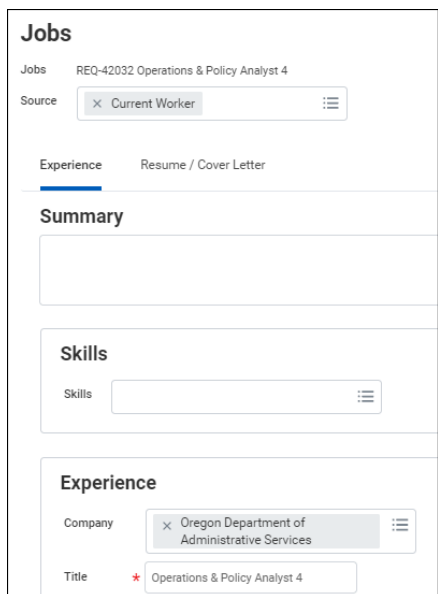 Jobs
Jobs REQ-42032 Operations & Policy Analyst 4
Source × Current Worker
Experience Resume / Cover Letter
Summary
Skills
Skills
Experience
Company × Oregon Department of
Administrative Services
Title * Operations & Policy Analyst 4